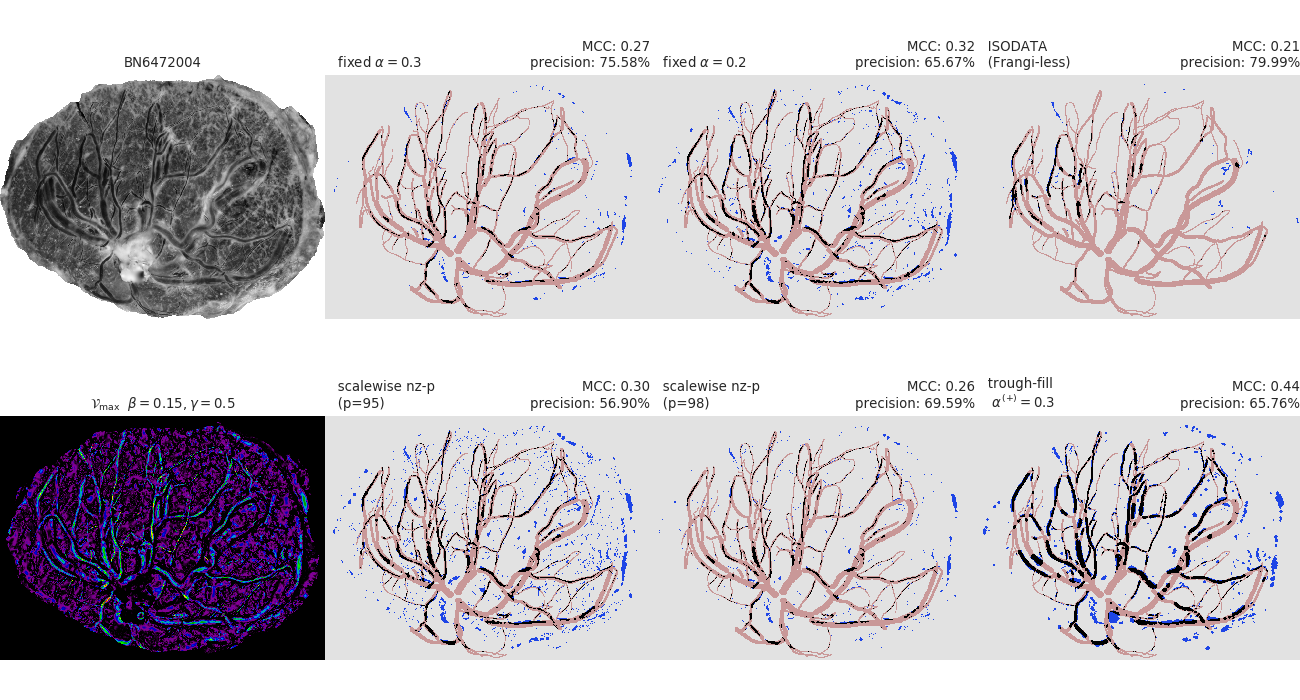 BN6472004
fixed α = 0.3
MCC: 0.27
precision: 75.58%
fixed α = 0.2
MCC: 0.32
precision: 65.67%
ISODATA
(Frangi-less)
MCC: 0.21
precision: 79.99%
𝒱max β = 0.15, γ = 0.5
scalewise nz-p
(p=95)
MCC: 0.30
precision: 56.90%
scalewise nz-p
(p=98)
MCC: 0.26
precision: 69.59%
trough-fill
α(+) = 0.3
MCC: 0.44
precision: 65.76%